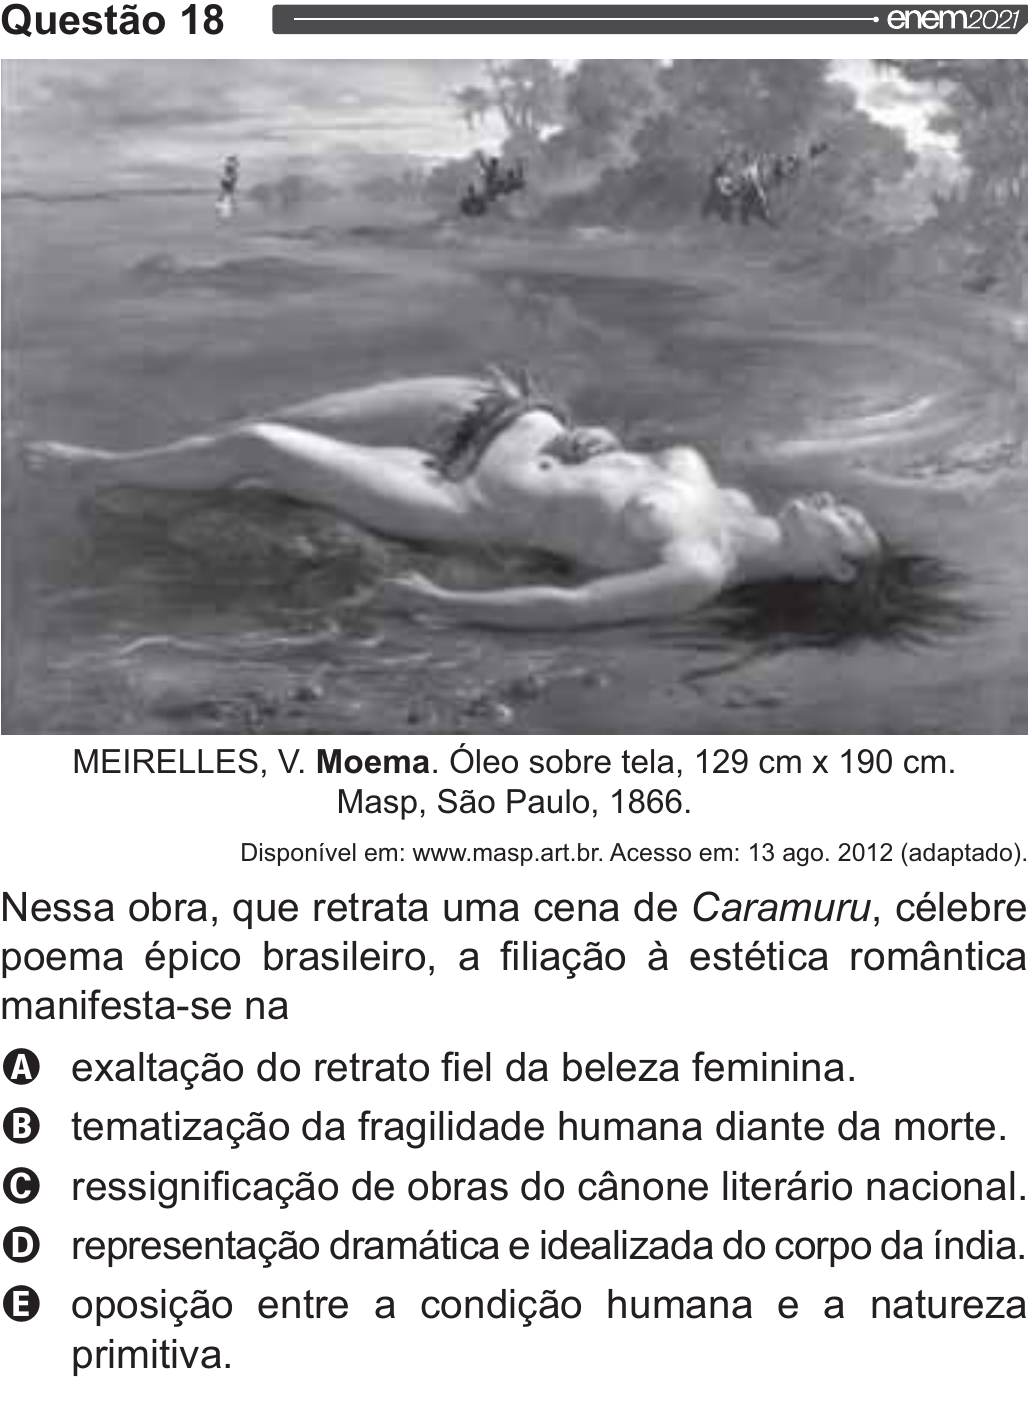 Questão 18
enem2021
MEIRELLES, V. Moema. Óleo sobre tela, 129 cm x 190 cm.
Masp, São Paulo, 1866.
Disponível em: www.masp.art.br. Acesso em: 13 ago. 2012 (adaptado).
Nessa obra, que retrata uma cena de Caramuru, célebre
poema épico brasileiro, a filiação à estética romântica
manifesta-se na
A exaltação do retrato fiel da beleza feminina.
B tematização da fragilidade humana diante da morte.
C ressignificação de obras do cânone literário nacional.
D representação dramática e idealizada do corpo da índia.
E oposição entre a condição humana e a natureza
primitiva.